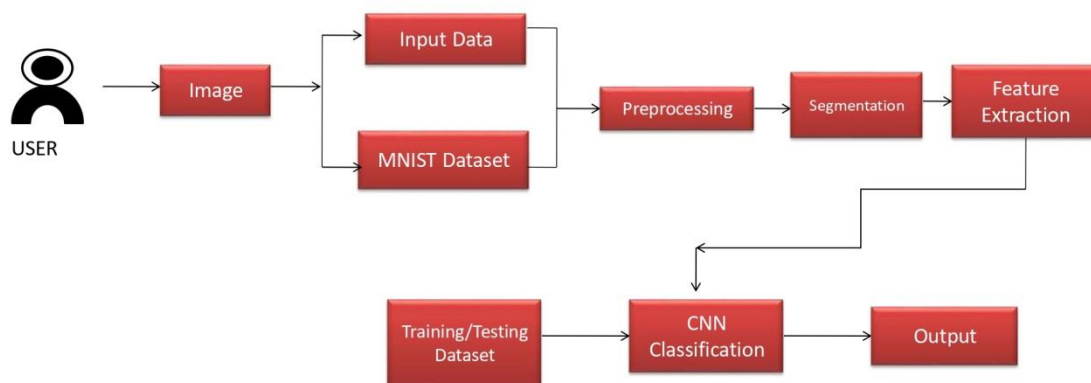 USER
Image
Input Data
MNIST Dataset
Preprocessing
Segmentation
Feature
Extraction
Training/Testing
Dataset
CNN
Classification
Output